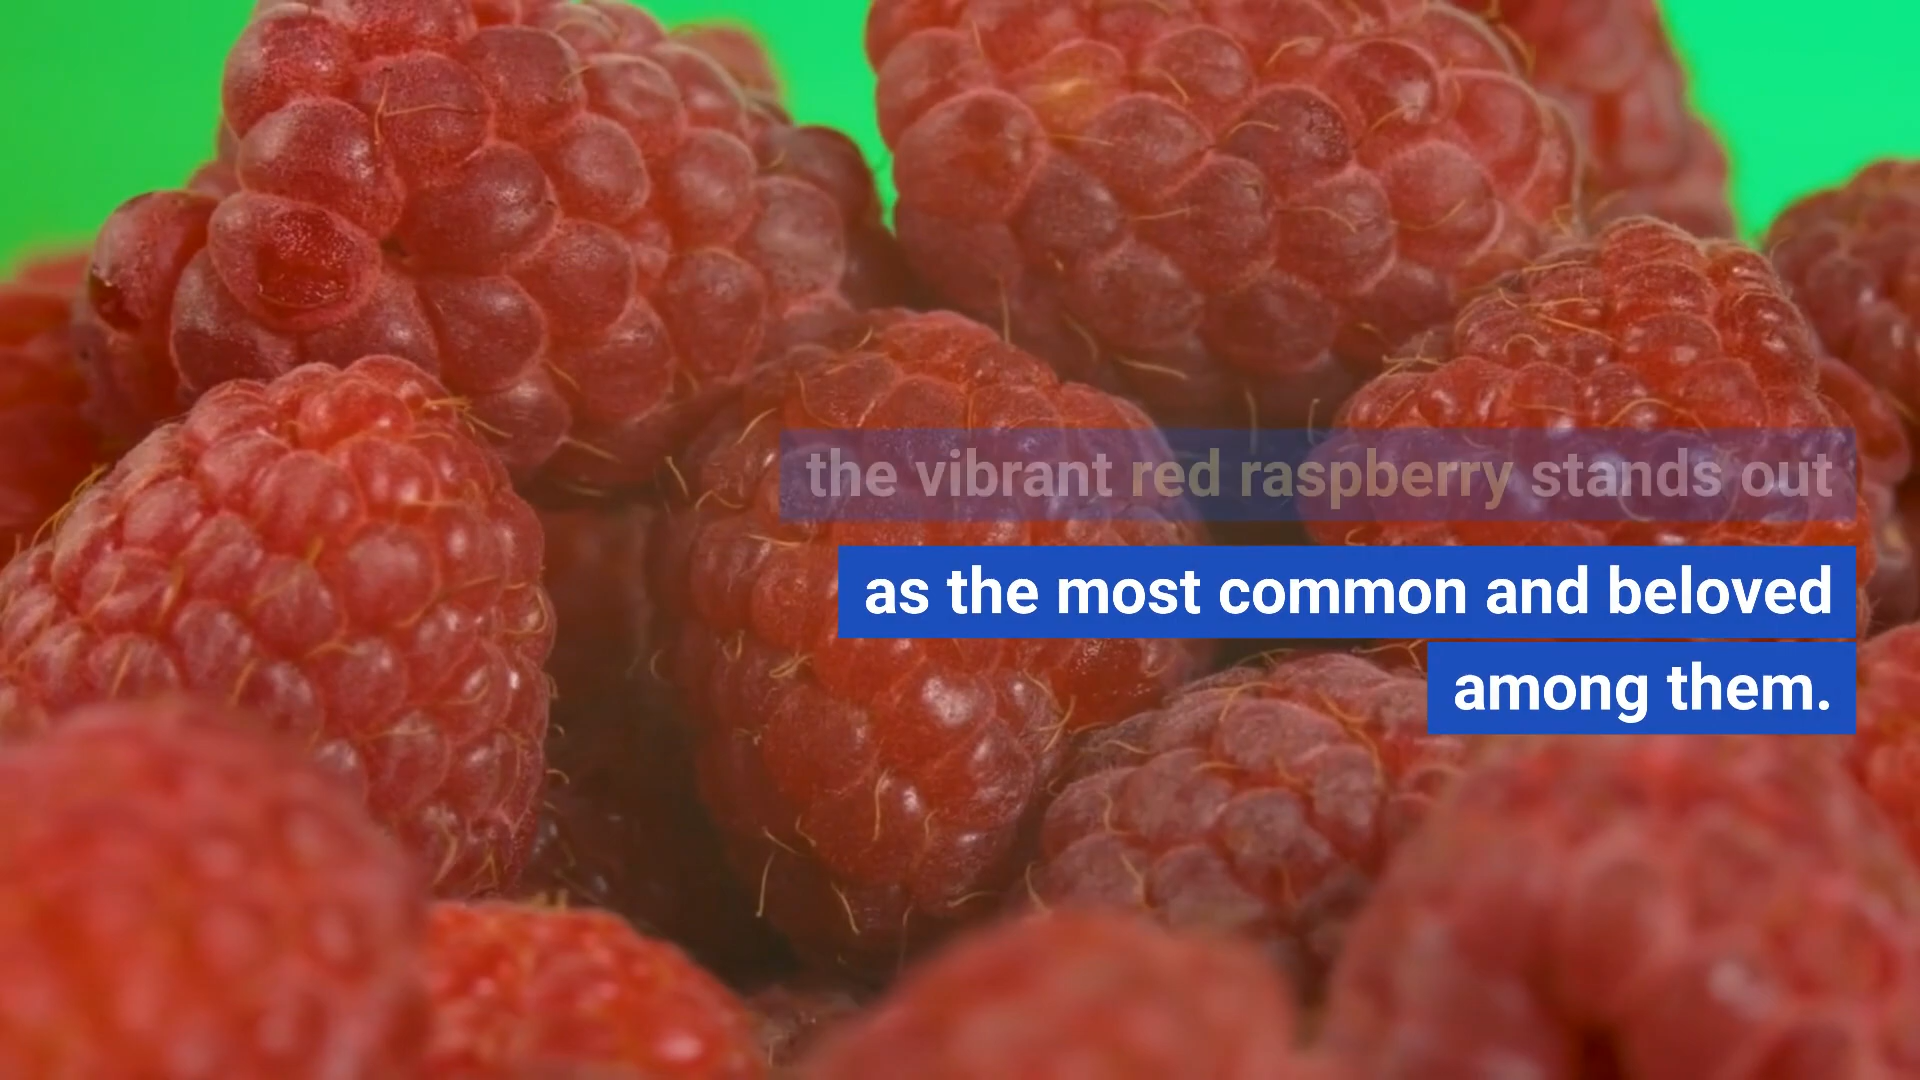 the vibrant red raspberry stands out
as the most common and beloved
among them.